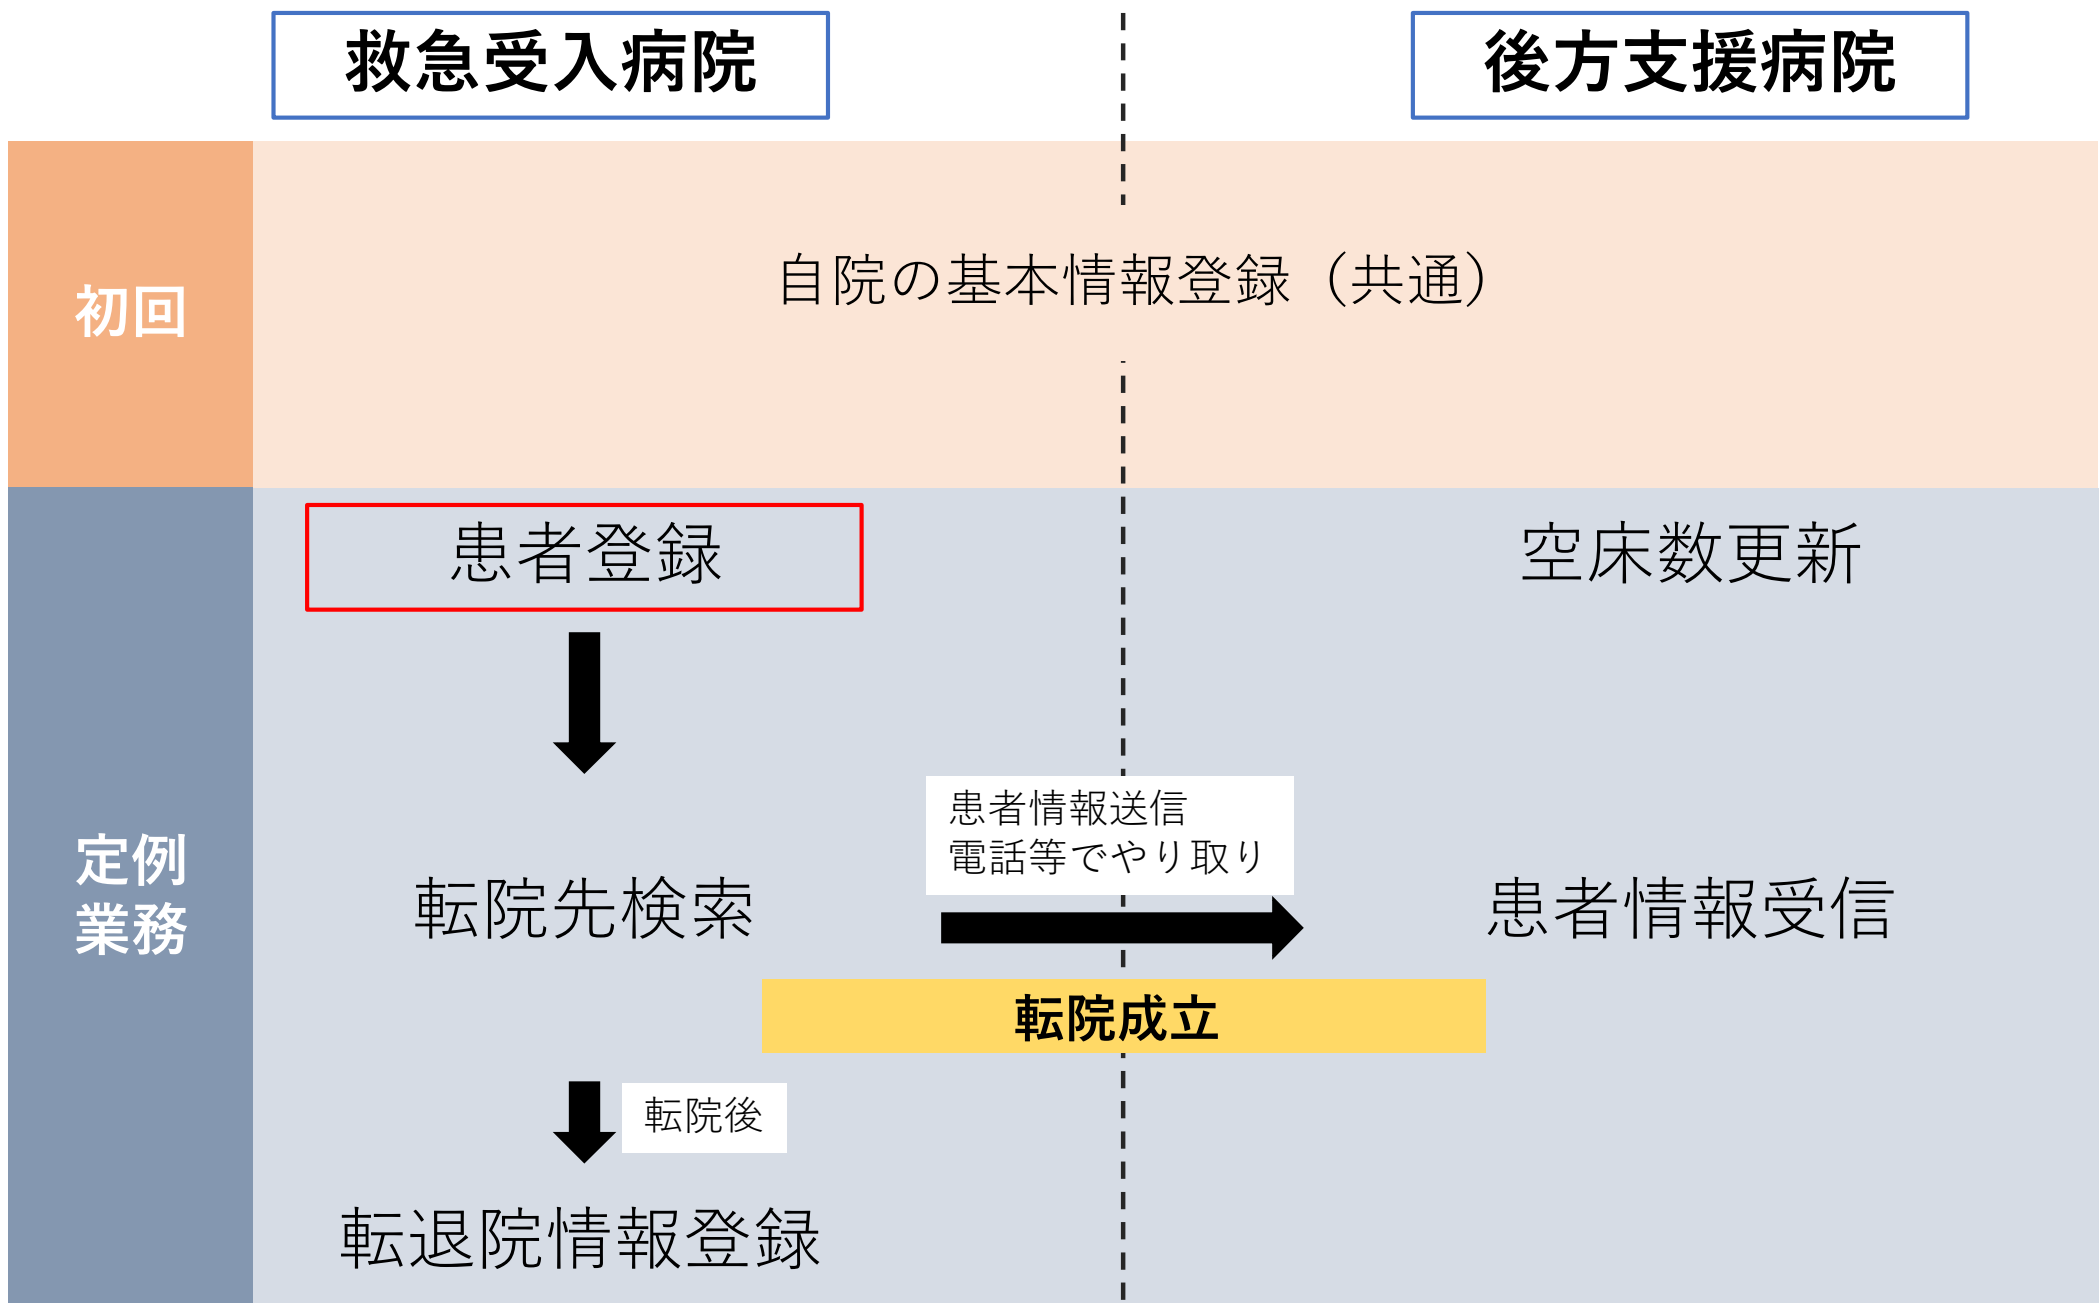 救急受入病院
後方支援病院
初回
自院の基本情報登録（共通）
患者登録
空床数更新
定例
業務
患者情報送信
電話等でやり取り
転院先検索
患者情報受信
転院成立
転院後
転退院情報登録